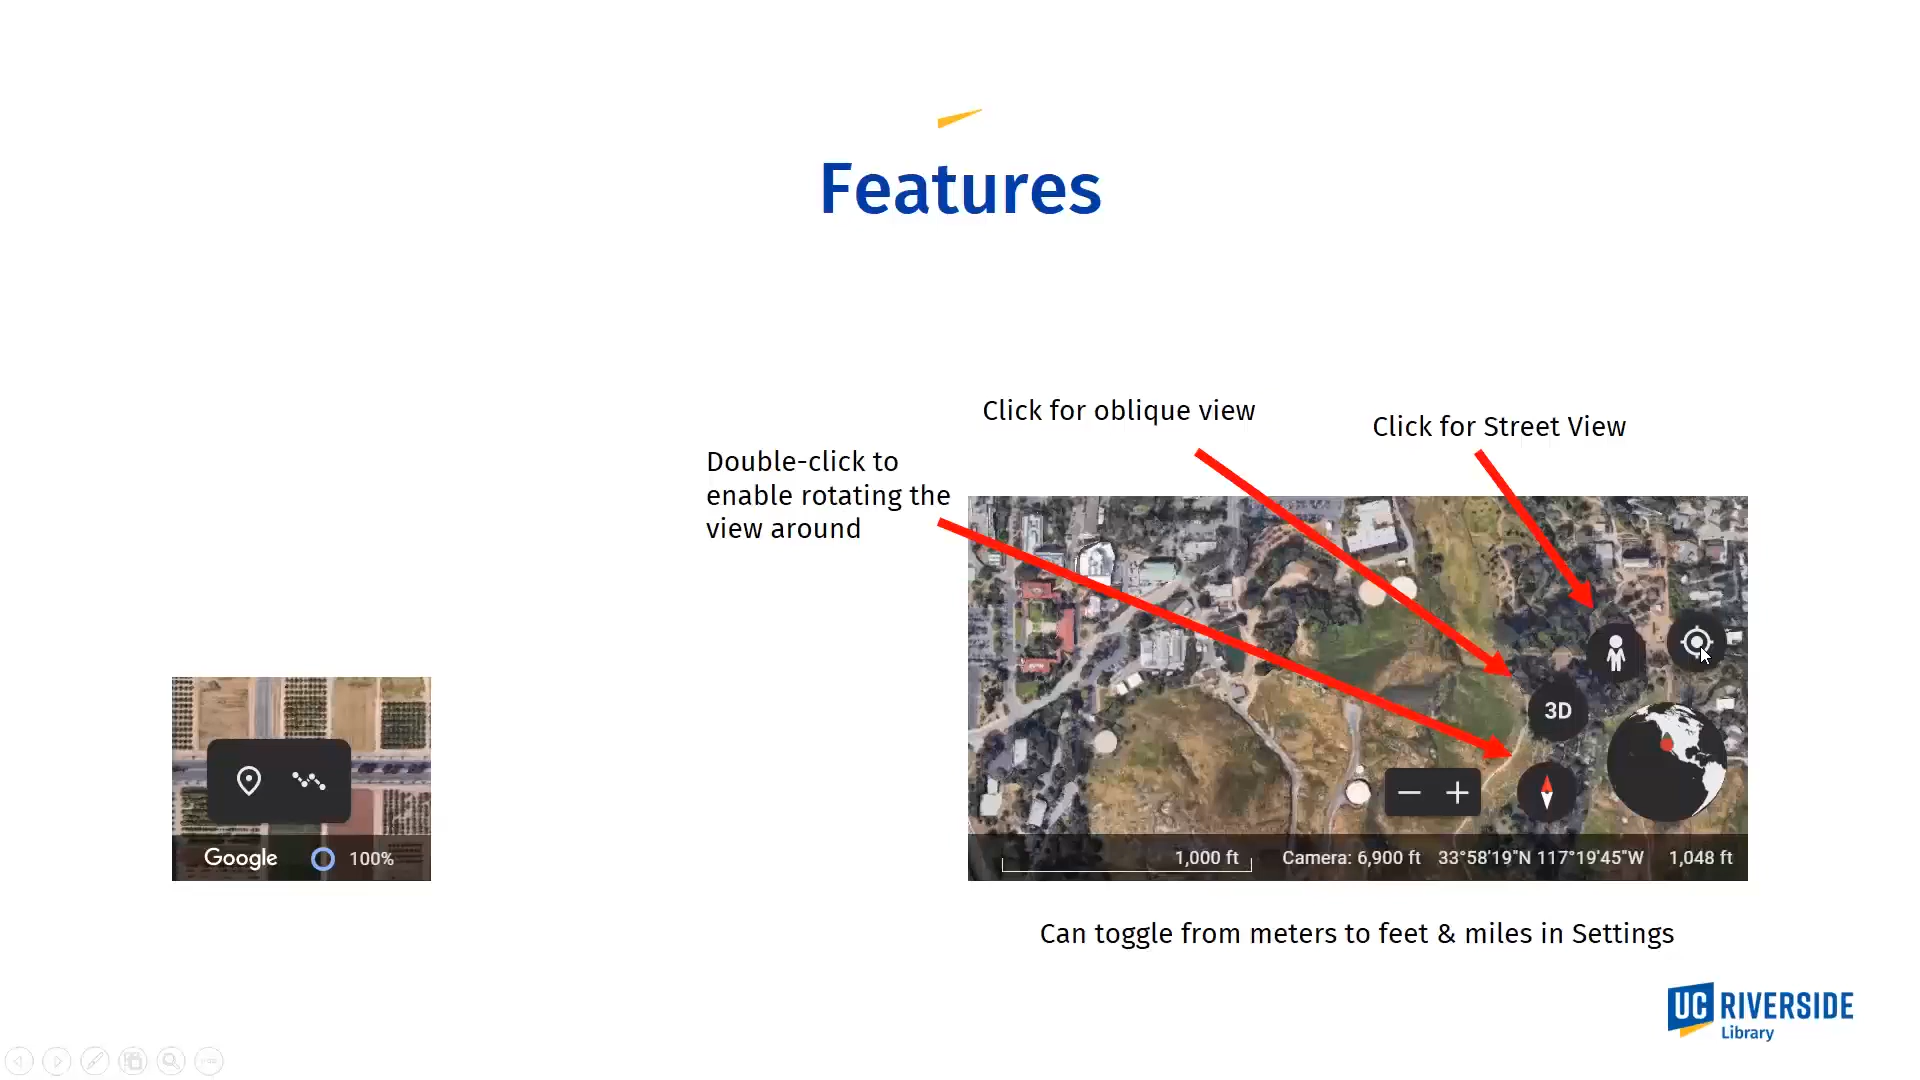 Features
Click for oblique view
Click for Street View
Double-click to
enable rotating the
view around
3D
Google 100%
1,000 ft Camera: 6,900 ft 33°58'19"N 117°19'45"W 1,048 ft
Can toggle from meters to feet & miles in Settings
UC RIVERSIDE
Library